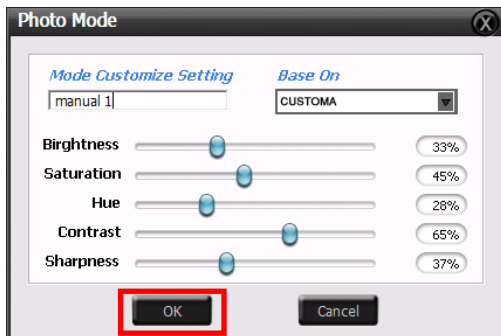 Photo Mode
X
Mode Customize Setting Base On
manual 1 CUSTOMA
Birghtness 33%
Saturation 45%
Hue 28%
Contrast 65%
Sharpness 37%
OK Cancel